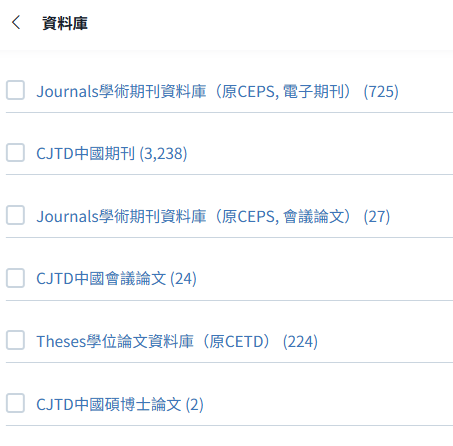 資料庫
Journals學術期刊資料庫（原CEPS, 電子期刊） (725)
CJTD中國期刊 (3,238)
Journals學術期刊資料庫（原CEPS, 會議論文） (27)
CJTD中國會議論文 (24)
Theses學位論文資料庫（原CETD） (224)
CJTD中國碩博士論文 (2)